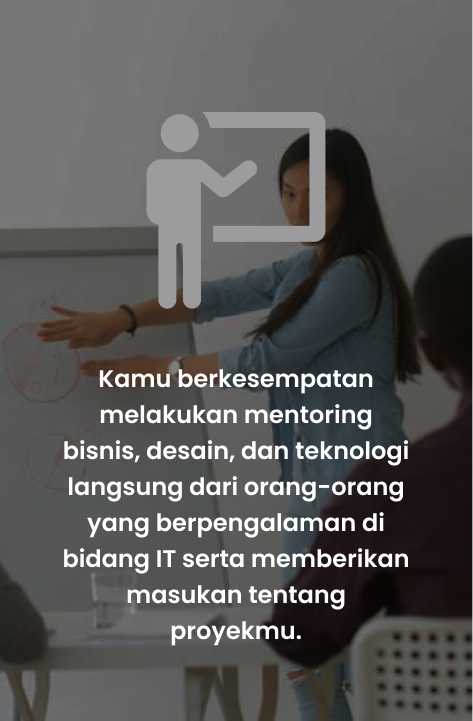 Kamu berkesempatan
melakukan mentoring
bisnis, desain, dan teknologi
langsung dari orang-orang
yang berpengalaman di
bidang IT serta memberikan
masukan tentang
proyekmu.